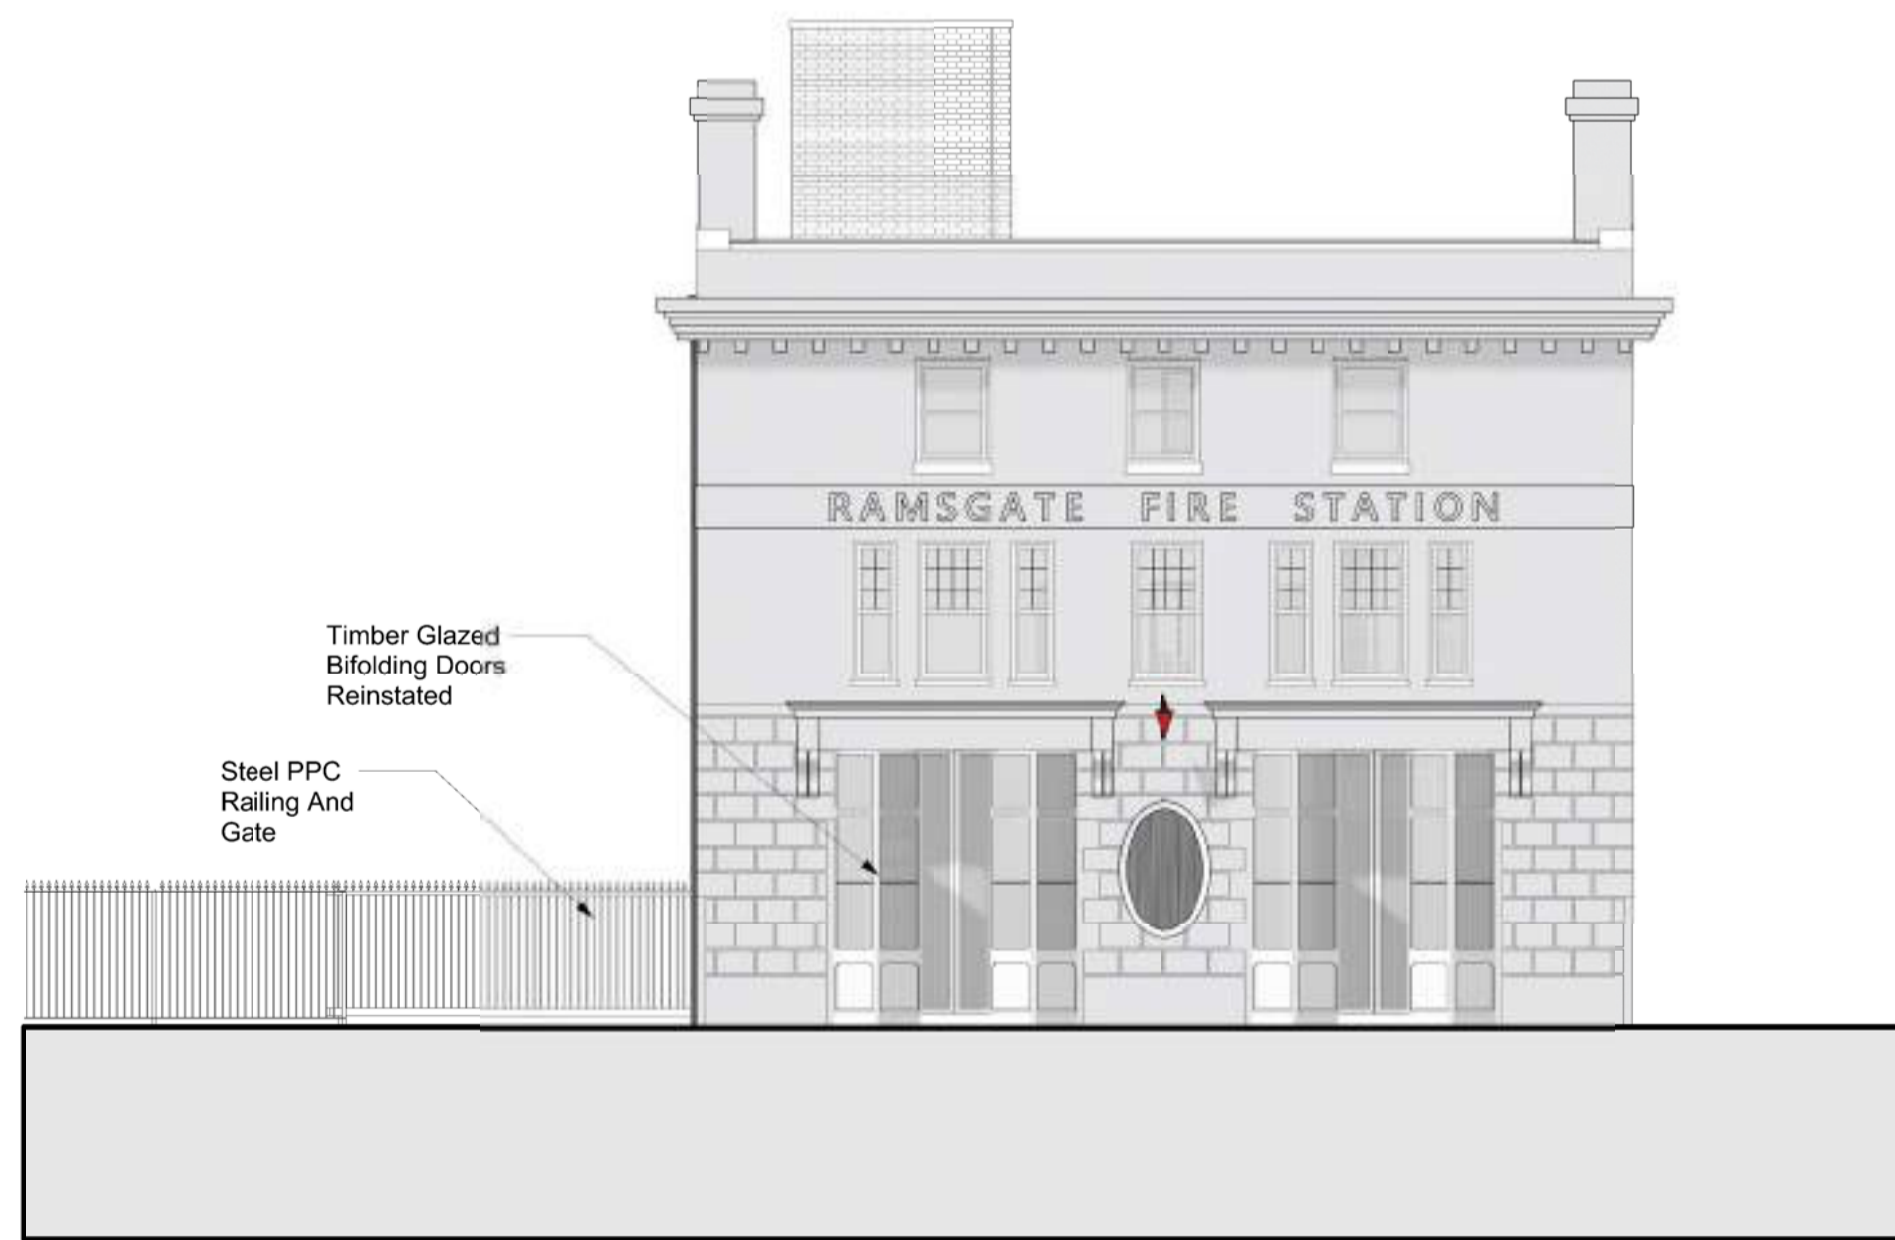 RAMSGATE FIRE STATION
Timber Glazed
Bifolding Doors
Reinstated
Steel PPC
Railing And
Gate